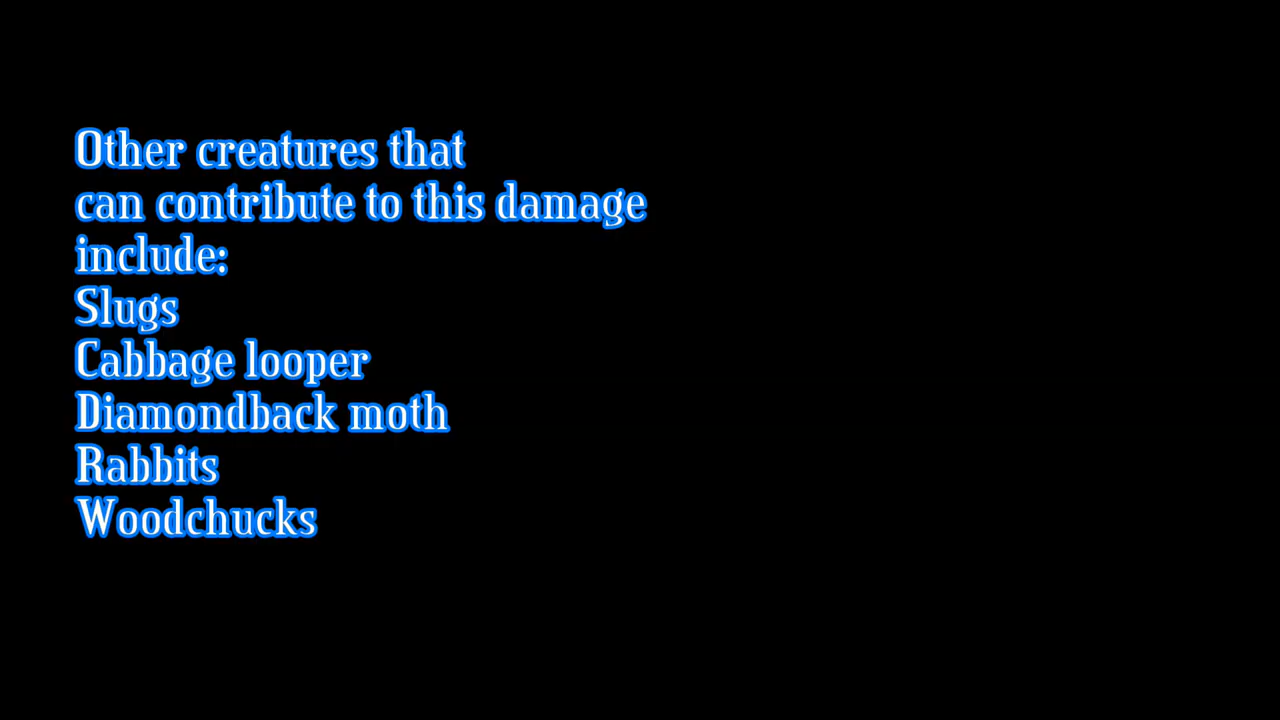 Other creatures that
can contribute to this damage
include:
Slugs
Cabbage looper
Diamondback moth
Rabbits
Woodchucks